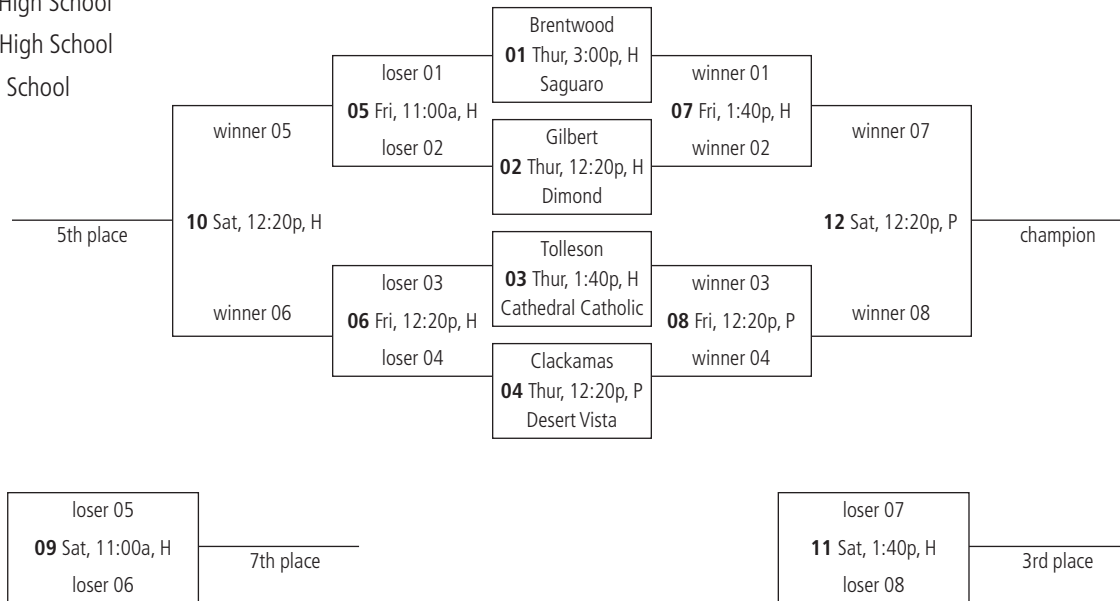 High School
High School
School
Brentwood
01 Thur, 3:00p, H
Saguaro
loser 01
05 Fri, 11:00a, H
loser 02
winner 01
07 Fri, 1:40p, H
winner 02
Gilbert
02 Thur, 12:20p, H
Dimond
winner 05
10 Sat, 12:20p, H
winner 06
5th place
winner 07
12 Sat, 12:20p, P
winner 08
champion
Tolleson
03 Thur, 1:40p, H
Cathedral Catholic
loser 03
06 Fri, 12:20p, H
loser 04
winner 03
08 Fri, 12:20p, P
winner 04
Clackamas
04 Thur, 12:20p, P
Desert Vista
loser 05
09 Sat, 11:00a, H
loser 06
7th place
loser 07
11 Sat, 1:40p, H
loser 08
3rd place